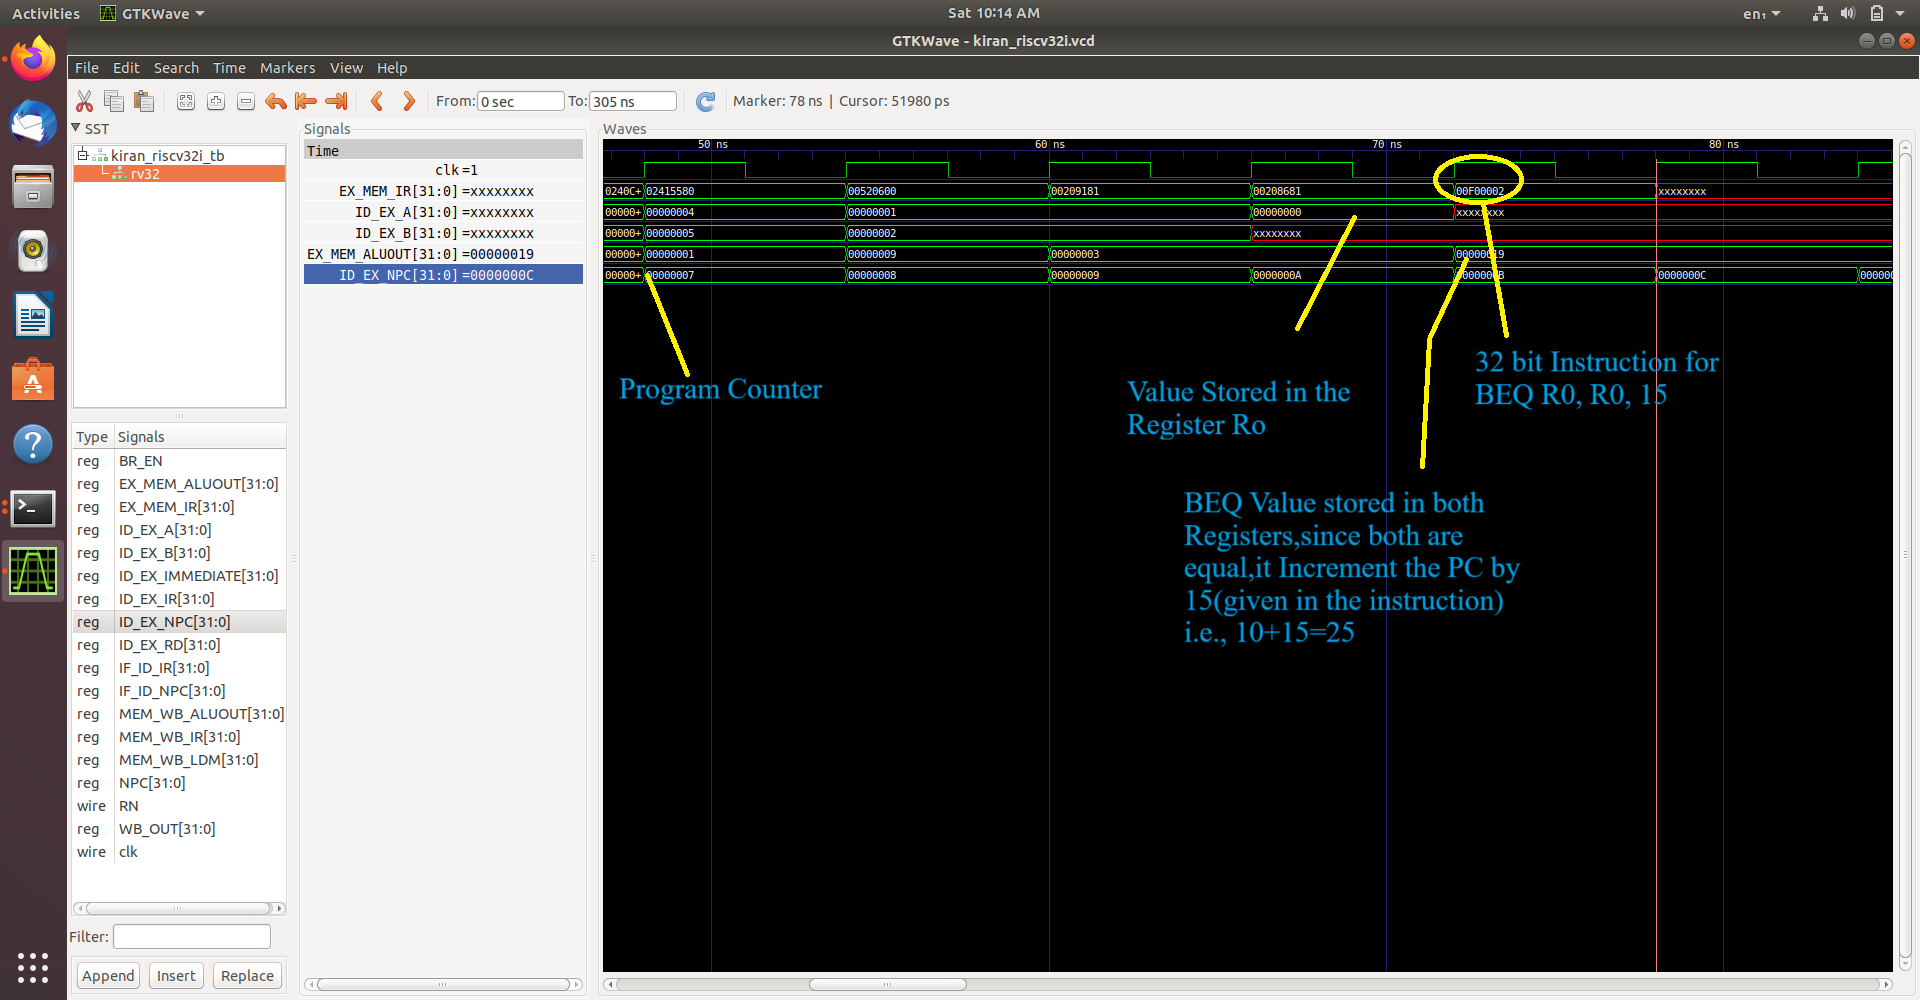 Activities GTKWave Sat 10:14 AM en₁
GTKWave - kiran_riscv32i.vcd
File Edit Search Time Markers View Help
From: 0 sec To: 305 ns Marker: 78 ns | Cursor: 51980 ps
SST
kiran_riscv32i_tb
rv32
Type Signals
reg BR_EN
reg EX_MEM_ALUOUT[31:0]
reg EX_MEM_IR[31:0]
reg ID_EX_A[31:0]
reg ID_EX_B[31:0]
reg ID_EX_IMMEDIATE[31:0]
reg ID_EX_IR[31:0]
reg ID_EX_NPC[31:0]
reg ID_EX_RD[31:0]
reg IF_ID_IR[31:0]
reg IF_ID_NPC[31:0]
reg MEM_WB_ALUOUT[31:0]
reg MEM_WB_IR[31:0]
reg MEM_WB_LDM[31:0]
reg NPC[31:0]
wire RN
reg WB_OUT[31:0]
wire clk
Filter:
Append Insert Replace
Signals
Time
clk =1
EX_MEM_IR[31:0] =xxxxxxxx
ID_EX_A[31:0] =xxxxxxxx
ID_EX_B[31:0] =xxxxxxxx
EX_MEM_ALUOUT[31:0] =00000019
ID_EX_NPC[31:0] =0000000C
Waves
50 ns 60 ns 70 ns 80 ns
0240C+ 02415580 00520600 00209181 00208681 00F00002 xxxxxxxx
00000+ 00000004 00000001 00000000 xxxxxxxx
00000+ 00000005 00000002 xxxxxxxx
00000+ 00000001 00000009 00000003 00000019
00000+ 00000007 00000008 00000009 0000000A 0000000B 0000000C 000000
Program Counter
Value Stored in the
Register Ro
32 bit Instruction for
BEQ R0, R0, 15
BEQ Value stored in both
Registers,since both are
equal,it Increment the PC by
15(given in the instruction)
i.e., 10+15=25